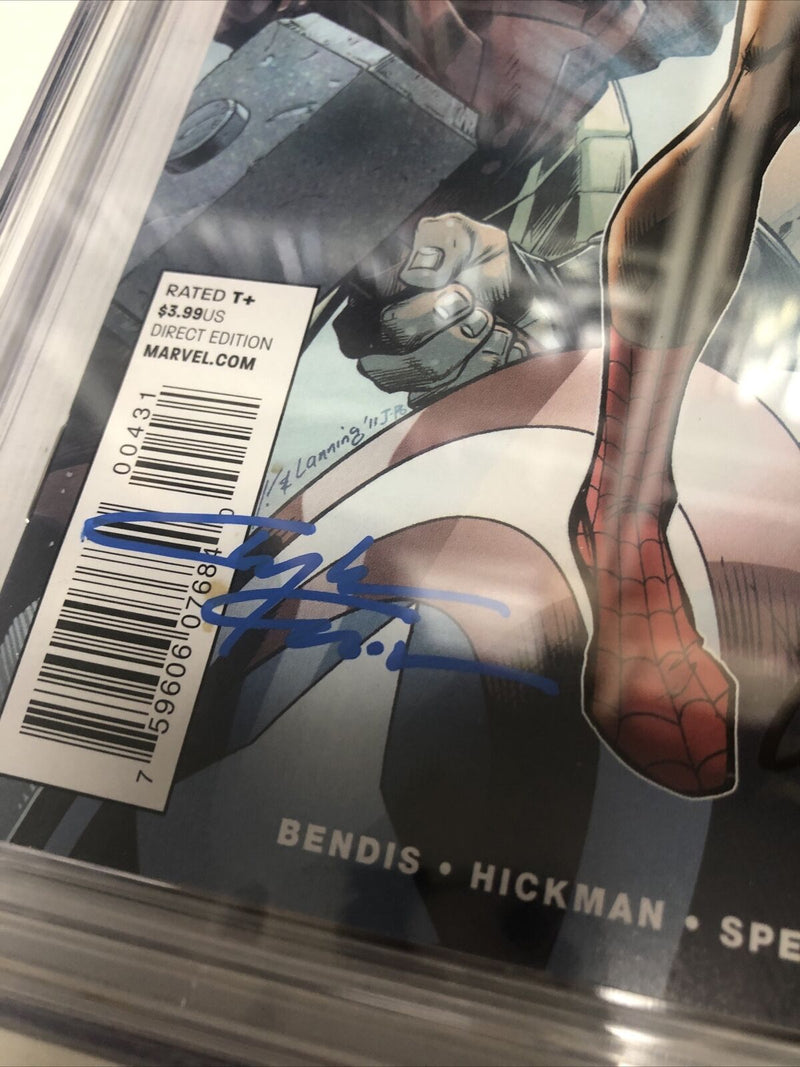 RATED T+
$3.99US
DIRECT EDITION
MARVEL.COM
00431
7 59606 07684 0
Lanning '11 J-P
BENDIS • HICKMAN • SPE